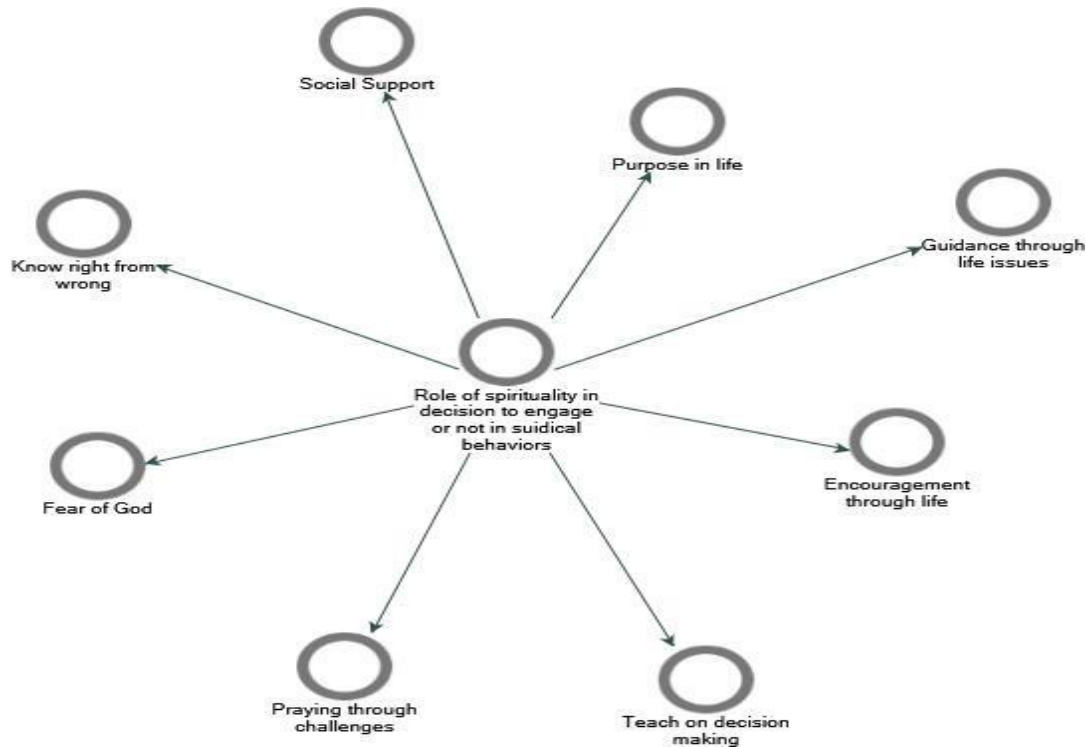 Social Support
Purpose in life
Know right from
wrong
Guidance through
life issues
Role of spirituality in
decision to engage
or not in suidical
behaviors
Fear of God
Encouragement
through life
Praying through
challenges
Teach on decision
making